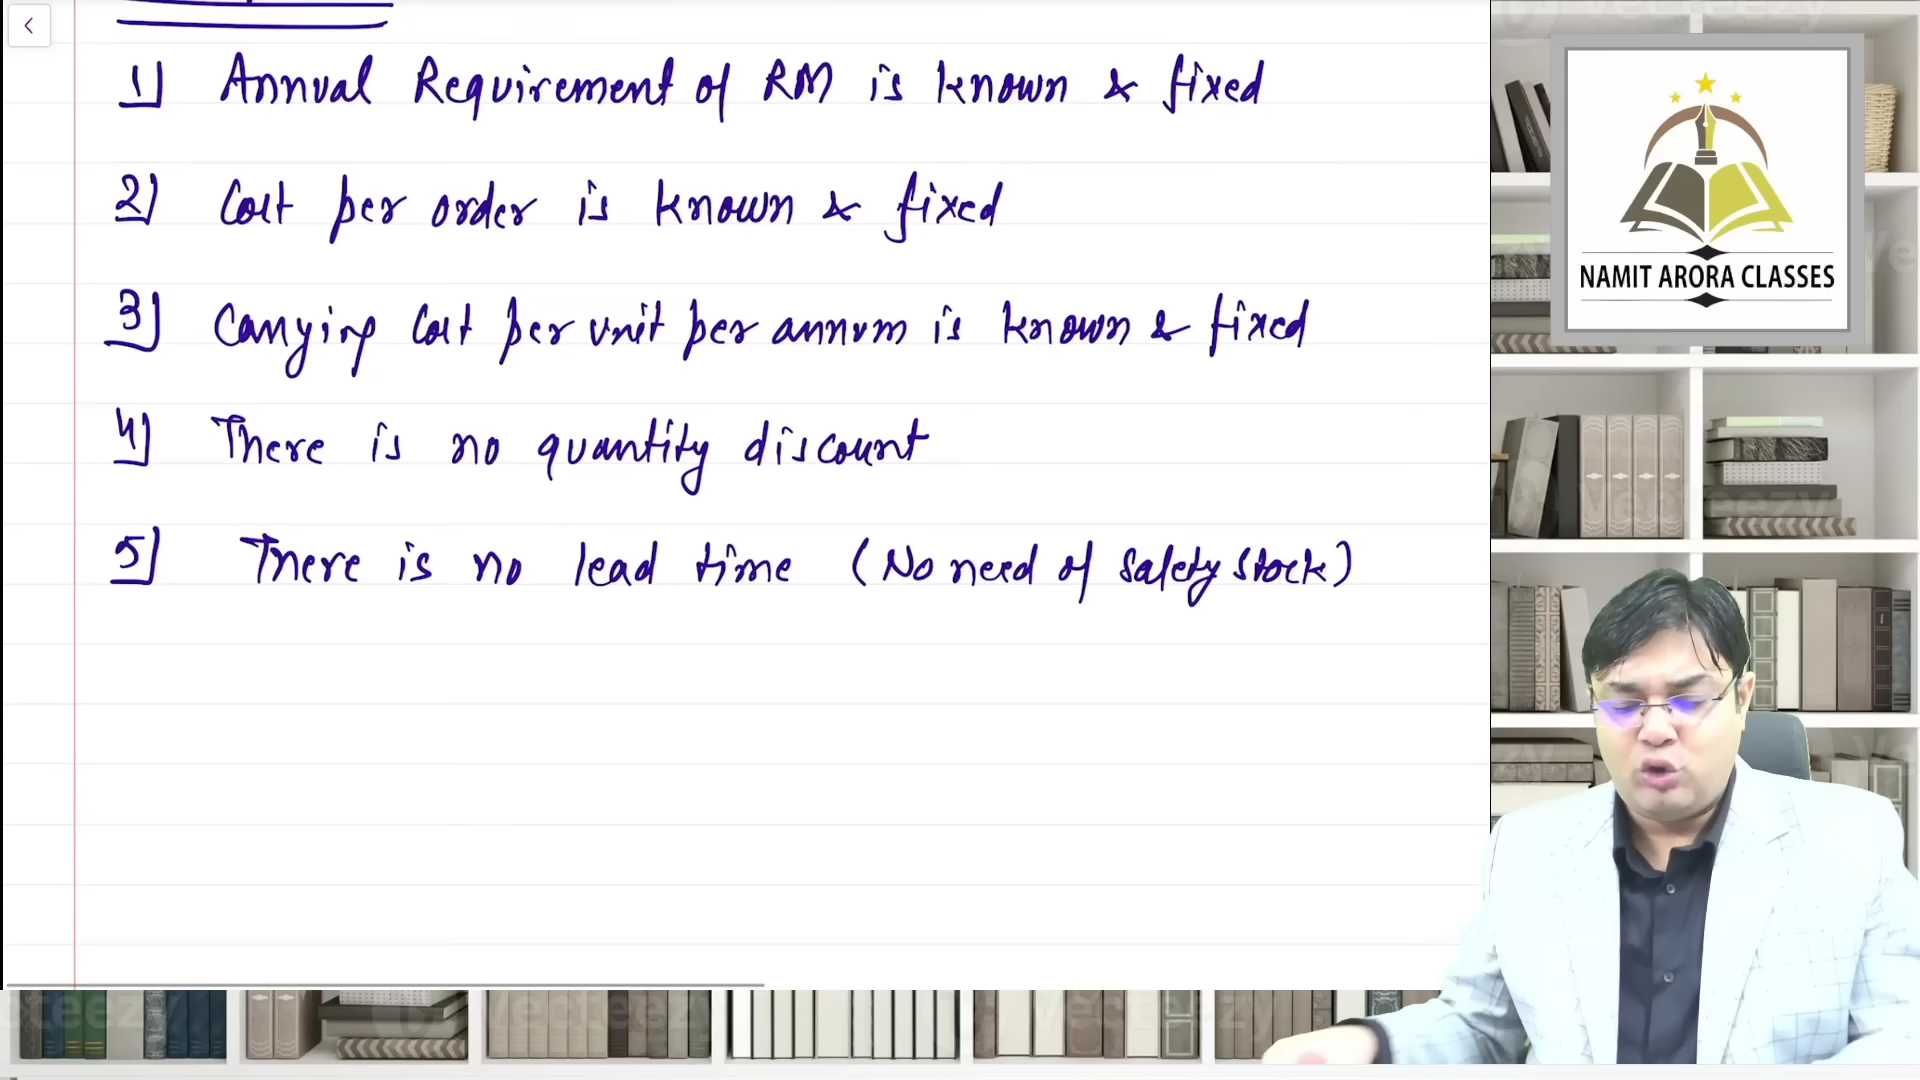 1) Annual Requirement of RM is known & fixed
2) Cost per order is known & fixed
3) Carrying Cost per unit per annum is known & fixed
4) There is no quantity discount
5) There is no lead time (No need of Safety Stock)
NAMIT ARORA CLASSES